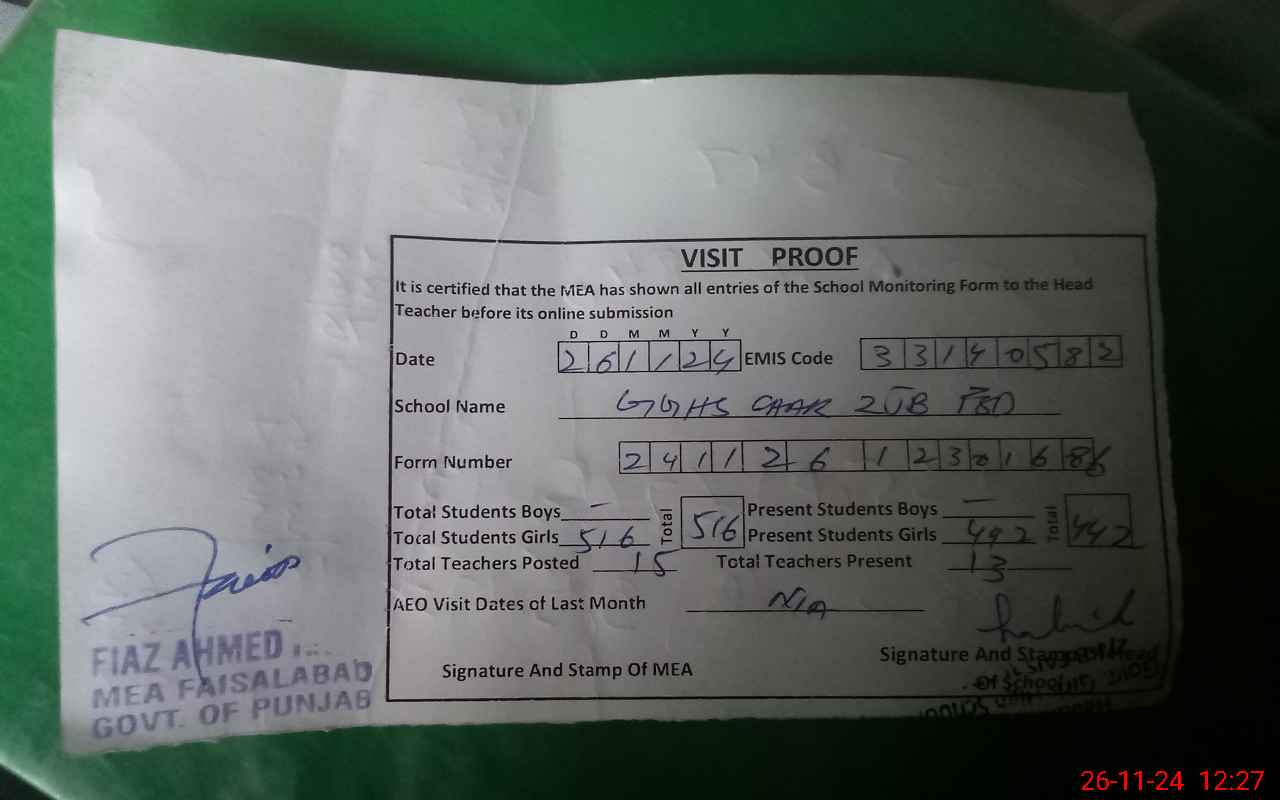 VISIT PROOF
It is certified that the MEA has shown all entries of the School Monitoring Form to the Head
Teacher before its online submission
D D M M Y Y
Date 2 6 1 1 2 4 EMIS Code 3 3 1 4 0 5 8 2
School Name GGHS 2JB FBD
Form Number 2 4 1 1 2 6 1 2 3 0 1 6
Total Students Boys — Total 516 Present Students Boys — Total 442
Total Students Girls 516 Present Students Girls
Total Teachers Posted 15 Total Teachers Present 13
AEO Visit Dates of Last Month N/A
Signature And Stamp Of MEA
Signature And Stamp Of Head
Of School
FIAZ AHMED
MEA FAISALABAD
GOVT. OF PUNJAB
26-11-24 12:27